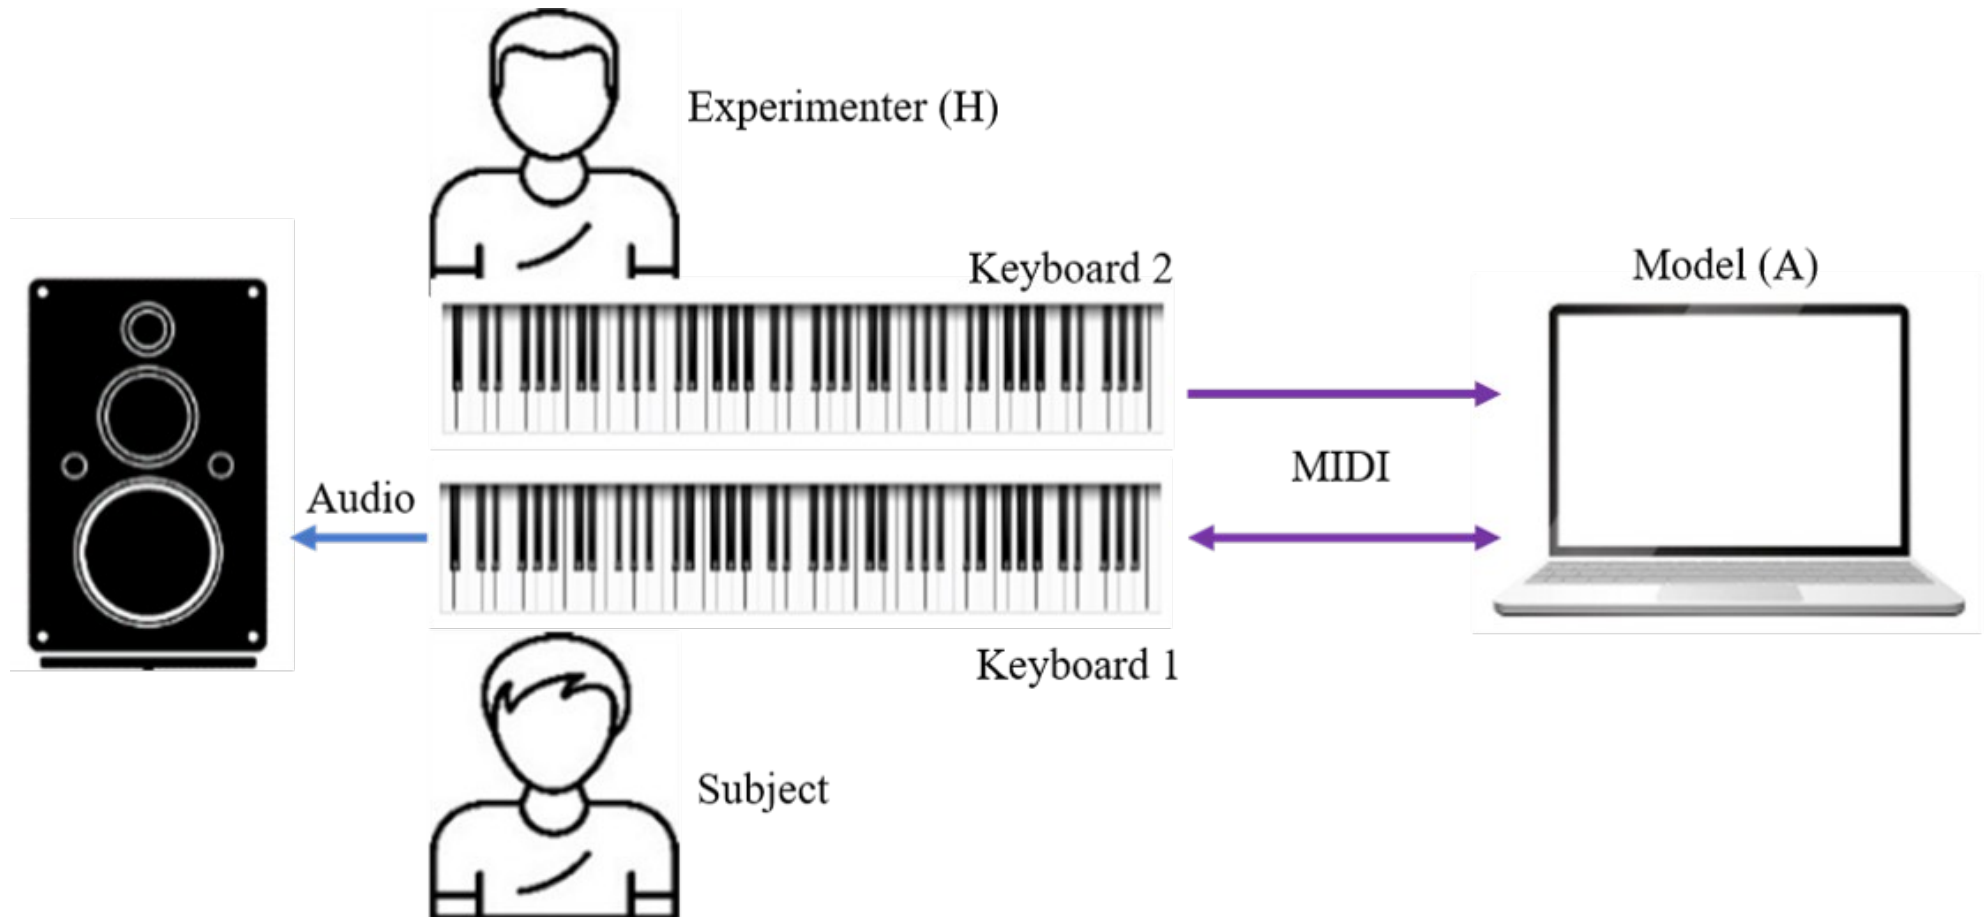 Experimenter (H)
Keyboard 2
Model (A)
MIDI
Audio
Keyboard 1
Subject